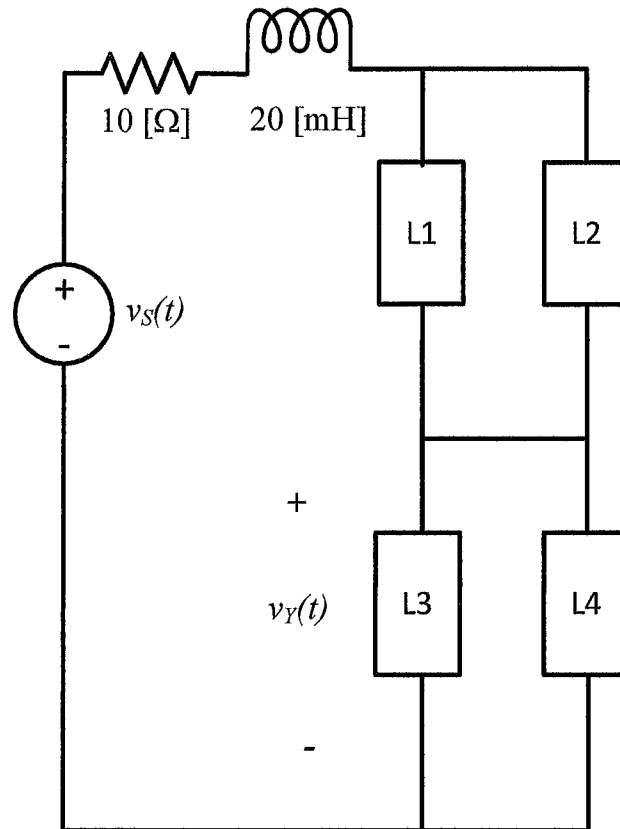 10 [Ω]
20 [mH]
L1
L2
+
v_S(t)
-
+
v_Y(t)
L3
L4
-